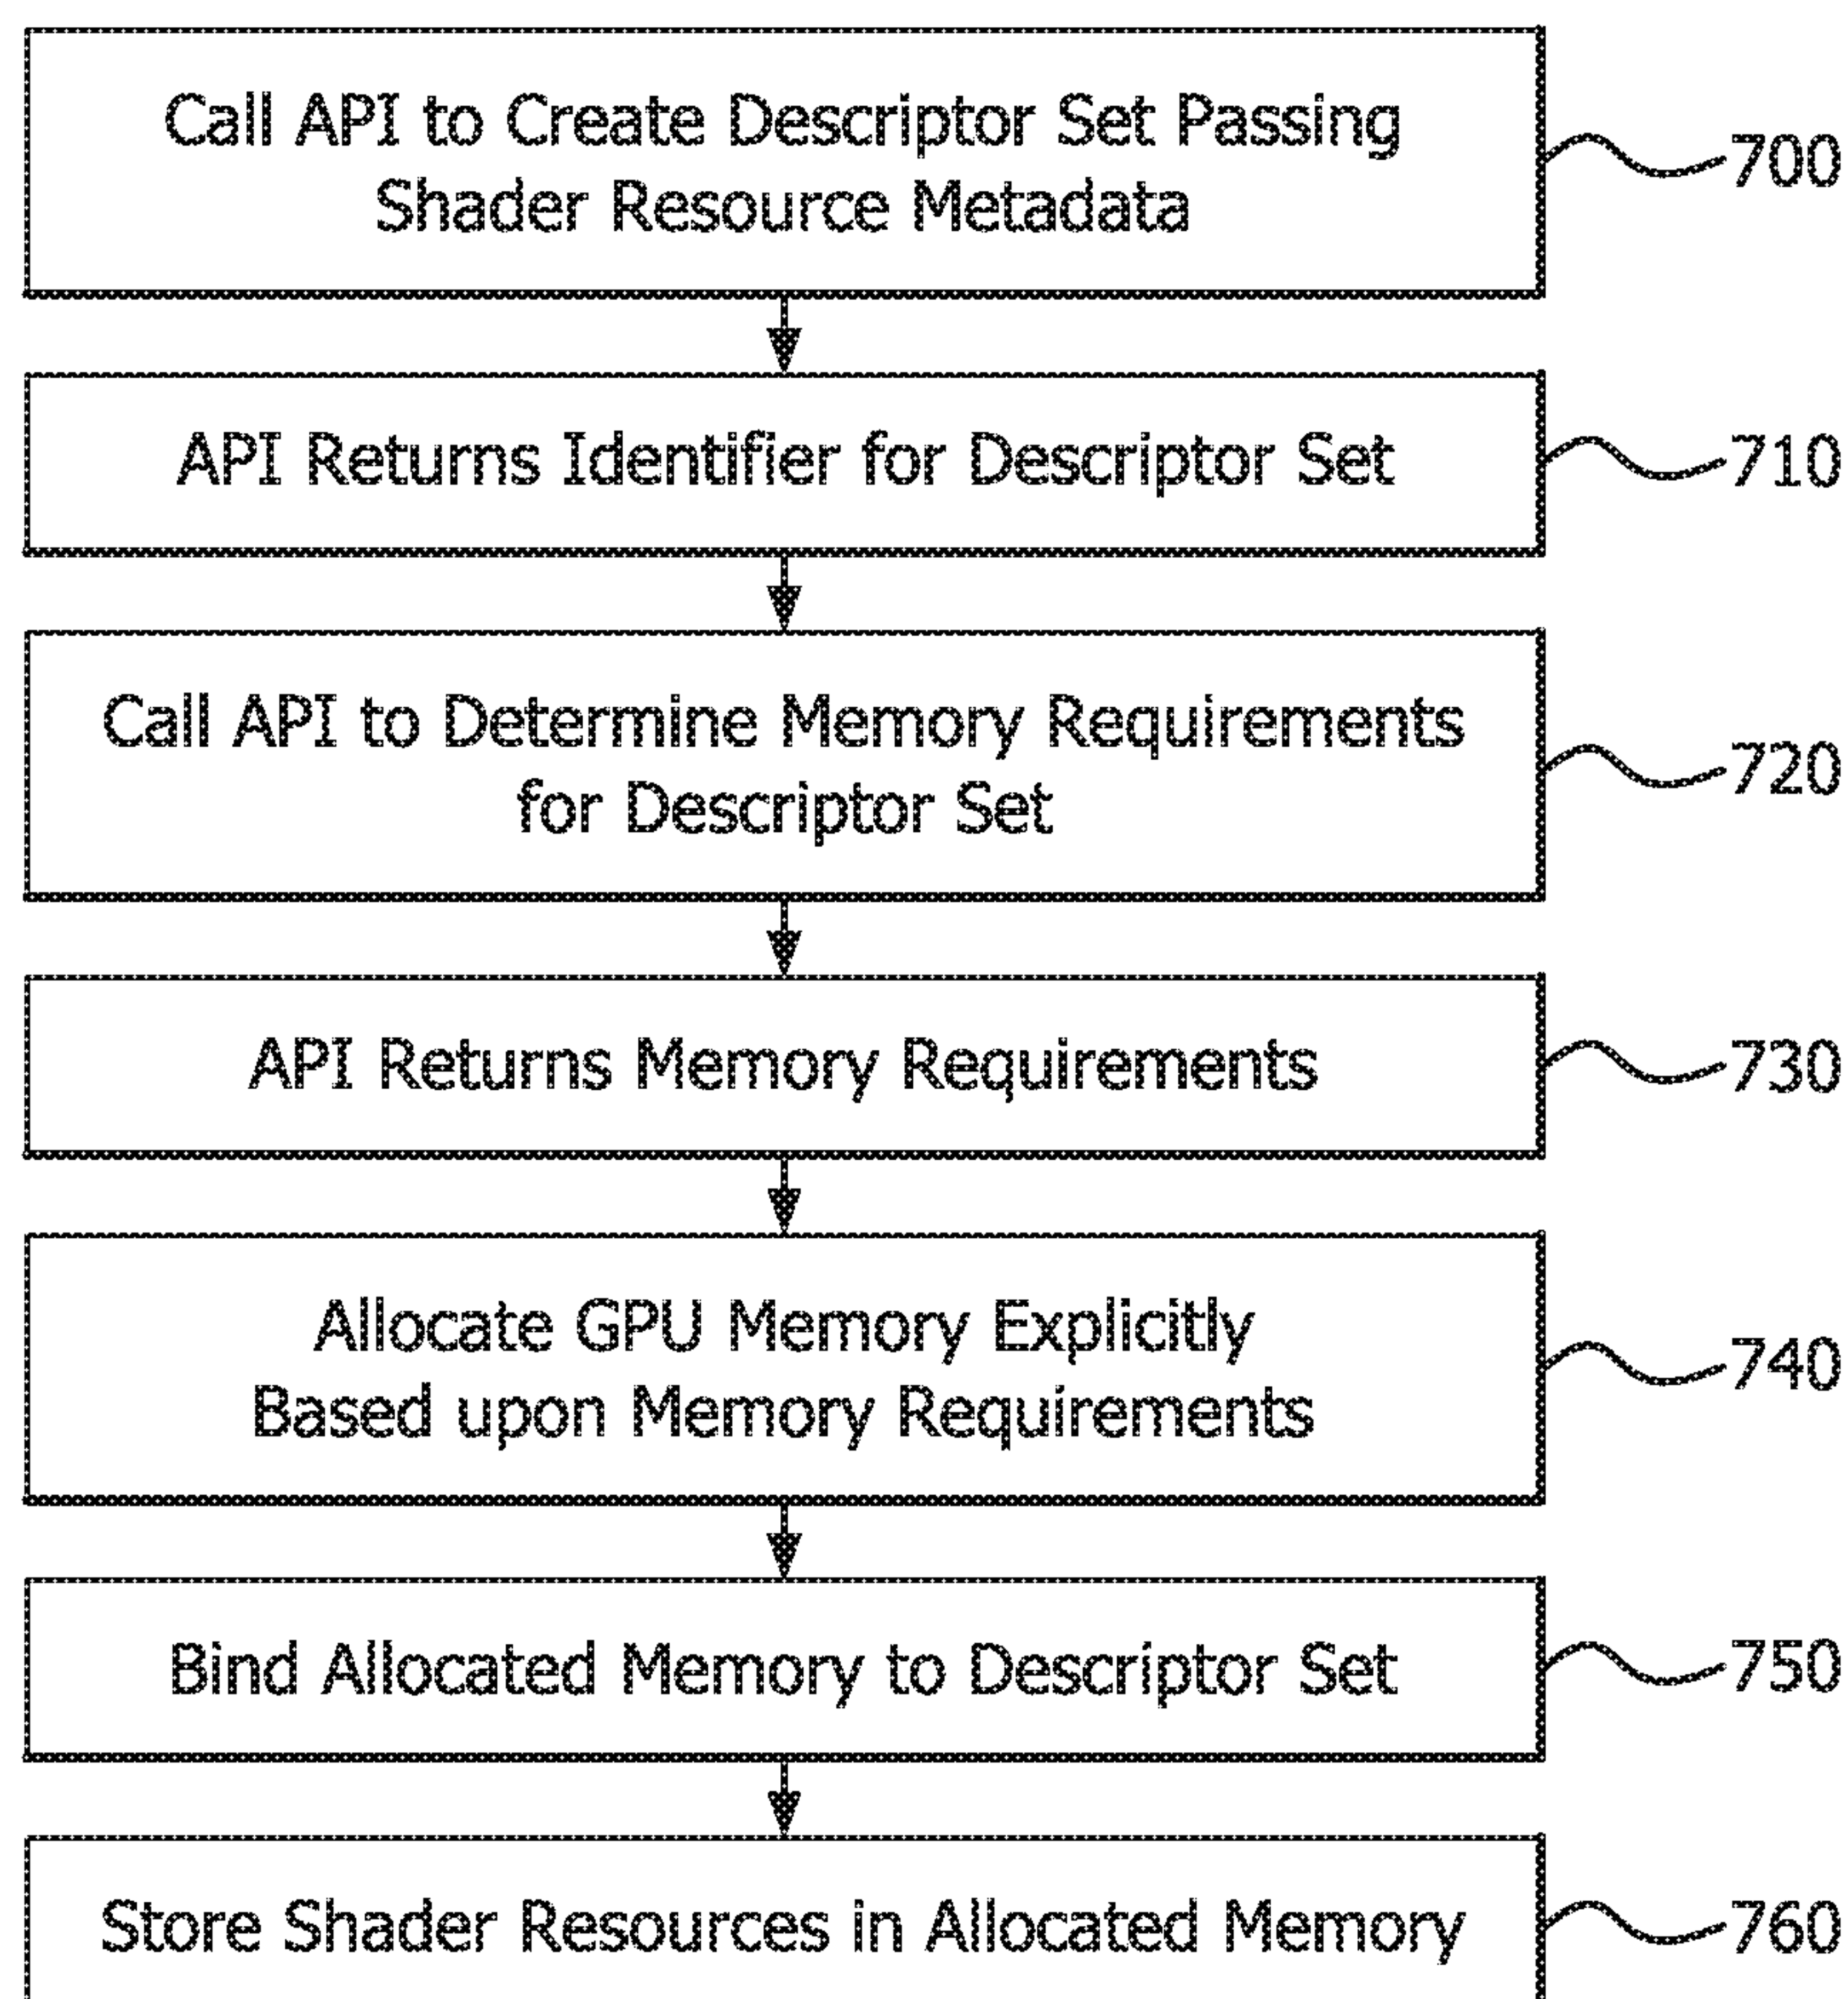 Call API to Create Descriptor Set Passing
Shader Resource Metadata
700
API Returns Identifier for Descriptor Set
710
Call API to Determine Memory Requirements
for Descriptor Set
720
API Returns Memory Requirements
730
Allocate GPU Memory Explicitly
Based upon Memory Requirements
740
Bind Allocated Memory to Descriptor Set
750
Store Shader Resources in Allocated Memory
760